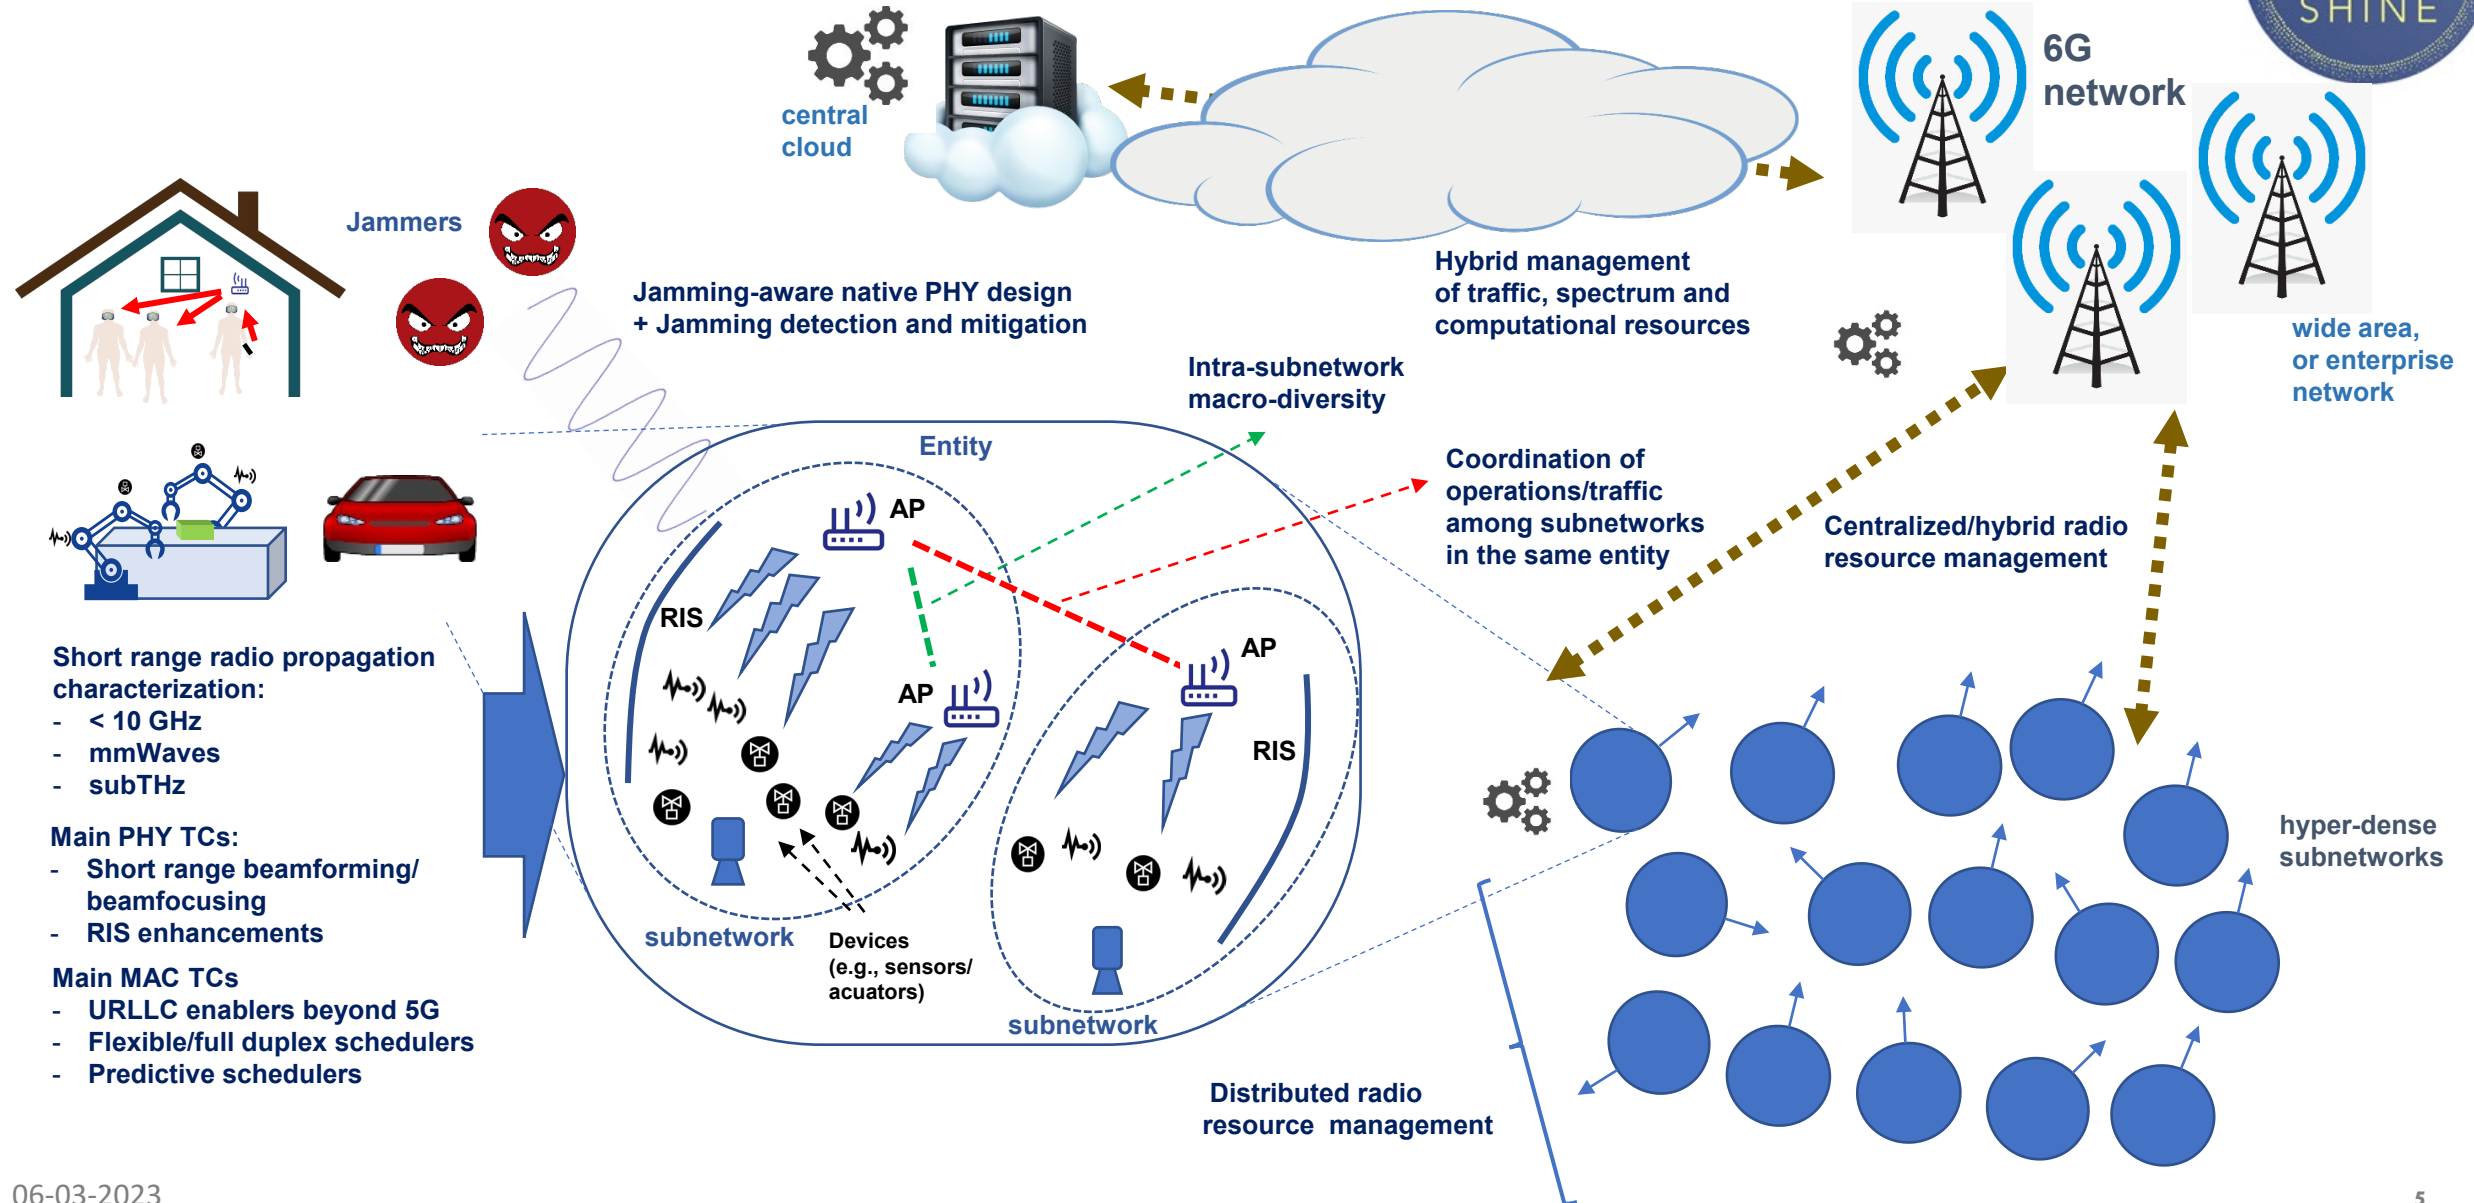 SHINE
6G
network
central
cloud
Jammers
Jamming-aware native PHY design
+ Jamming detection and mitigation
Hybrid management
of traffic, spectrum and
computational resources
wide area,
or enterprise
network
Intra-subnetwork
macro-diversity
Entity
Coordination of
operations/traffic
among subnetworks
in the same entity
Centralized/hybrid radio
resource management
AP
RIS
AP
AP
RIS
Short range radio propagation
characterization:
- < 10 GHz
- mmWaves
- subTHz
Main PHY TCs:
- Short range beamforming/
beamfocusing
- RIS enhancements
Main MAC TCs
- URLLC enablers beyond 5G
- Flexible/full duplex schedulers
- Predictive schedulers
subnetwork
Devices
(e.g., sensors/
acuators)
subnetwork
hyper-dense
subnetworks
Distributed radio
resource management
06-03-2023
5